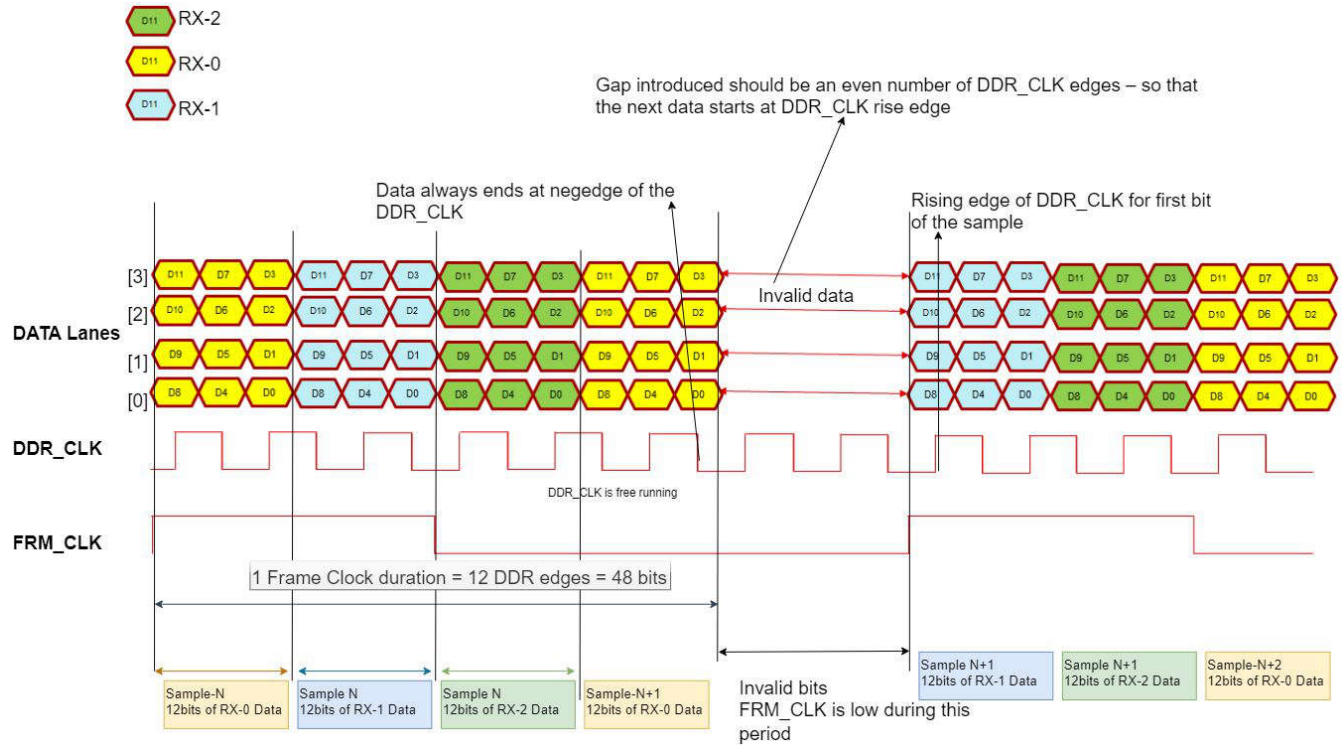 D11 RX-2
D11 RX-0
D11 RX-1
Gap introduced should be an even number of DDR_CLK edges – so that
the next data starts at DDR_CLK rise edge
Data always ends at negedge of the
DDR_CLK
Rising edge of DDR_CLK for first bit
of the sample
[3] D11 D7 D3 D11 D7 D3 D11 D7 D3 D11 D7 D3 D11 D7 D3 D11 D7 D3 D11 D7 D3
Invalid data
[2] D10 D6 D2 D10 D6 D2 D10 D6 D2 D10 D6 D2 D10 D6 D2 D10 D6 D2 D10 D6 D2
DATA Lanes
[1] D9 D5 D1 D9 D5 D1 D9 D5 D1 D9 D5 D1 D9 D5 D1 D9 D5 D1 D9 D5 D1
[0] D8 D4 D0 D8 D4 D0 D8 D4 D0 D8 D4 D0 D8 D4 D0 D8 D4 D0 D8 D4 D0
DDR_CLK
DDR_CLK is free running
FRM_CLK
1 Frame Clock duration = 12 DDR edges = 48 bits
Sample-N
12bits of RX-0 Data
Sample N
12bits of RX-1 Data
Sample N
12bits of RX-2 Data
Sample-N+1
12bits of RX-0 Data
Invalid bits
FRM_CLK is low during this
period
Sample N+1
12bits of RX-1 Data
Sample N+1
12bits of RX-2 Data
Sample-N+2
12bits of RX-0 Data